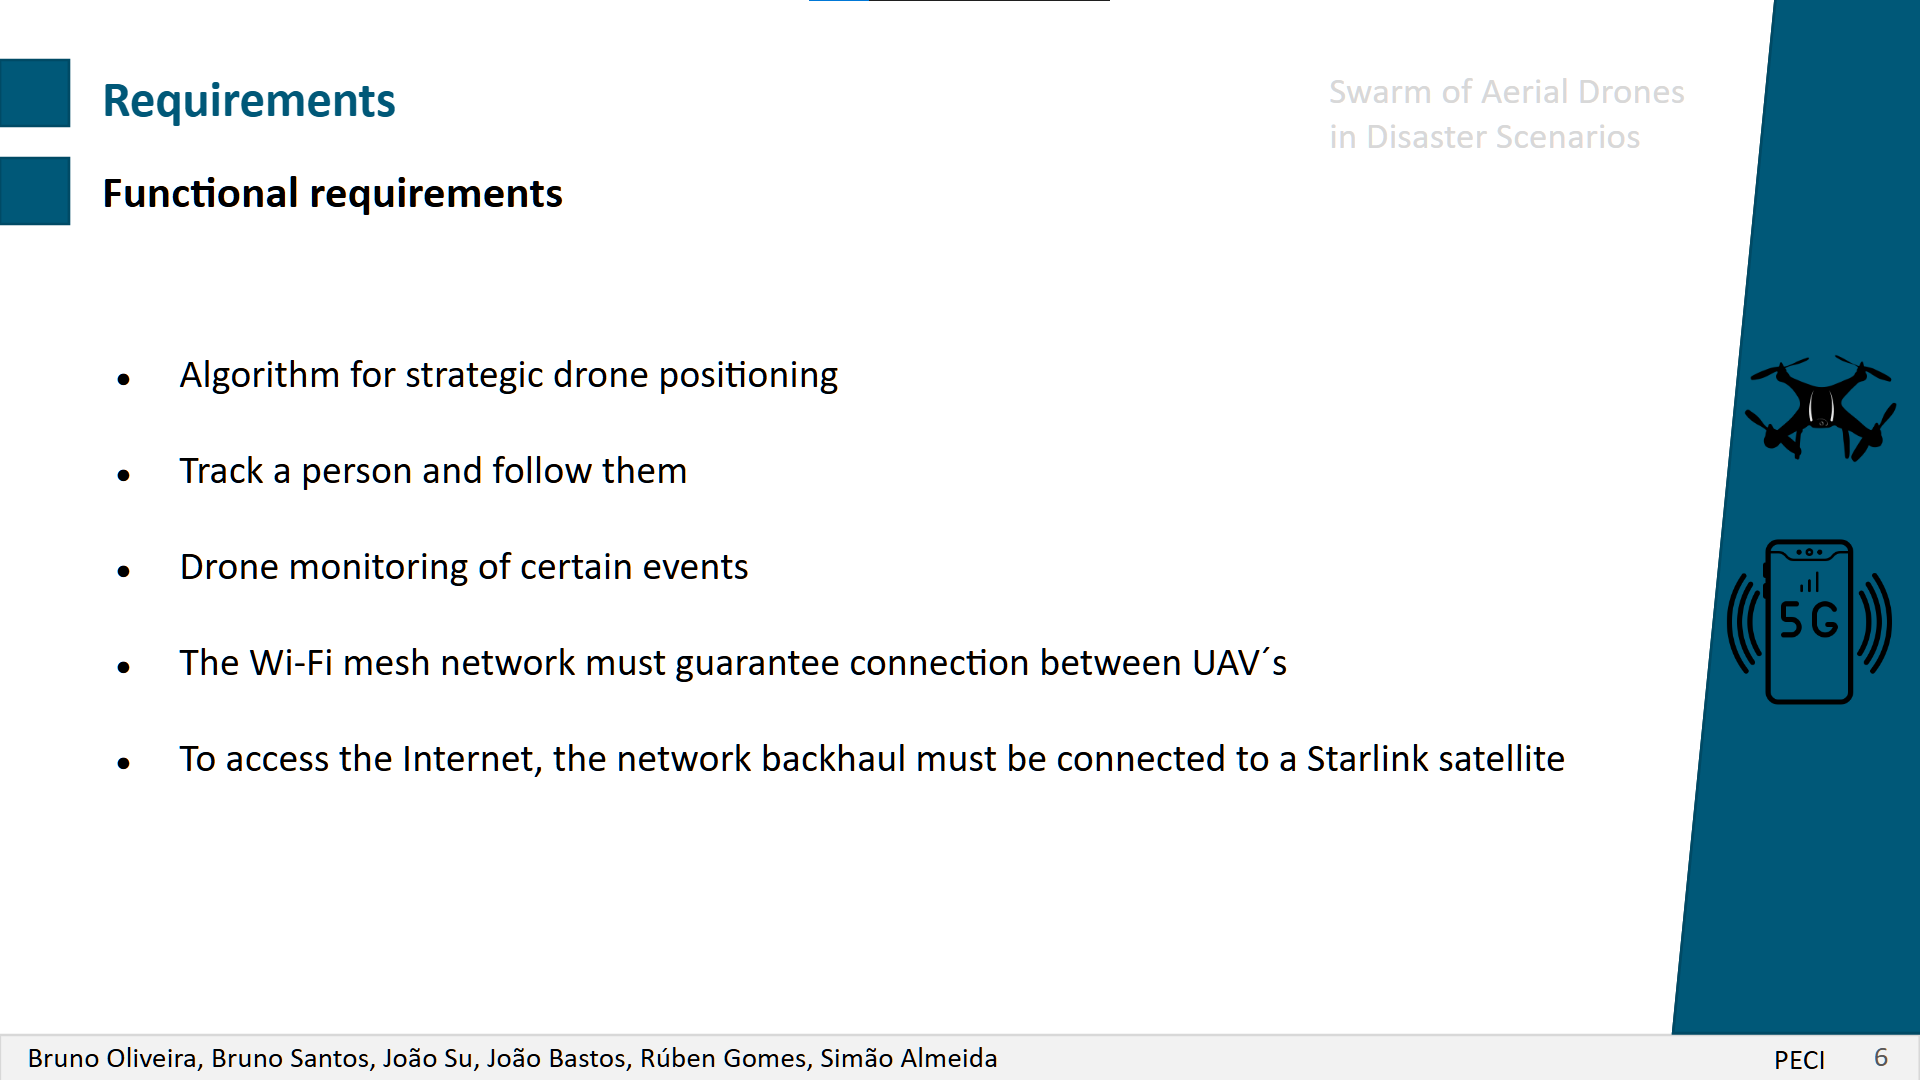 Requirements
Swarm of Aerial Drones
in Disaster Scenarios
Functional requirements
● Algorithm for strategic drone positioning
● Track a person and follow them
● Drone monitoring of certain events
● The Wi-Fi mesh network must guarantee connection between UAV´s
● To access the Internet, the network backhaul must be connected to a Starlink satellite
5G
Bruno Oliveira, Bruno Santos, João Su, João Bastos, Rúben Gomes, Simão Almeida
PECI 6